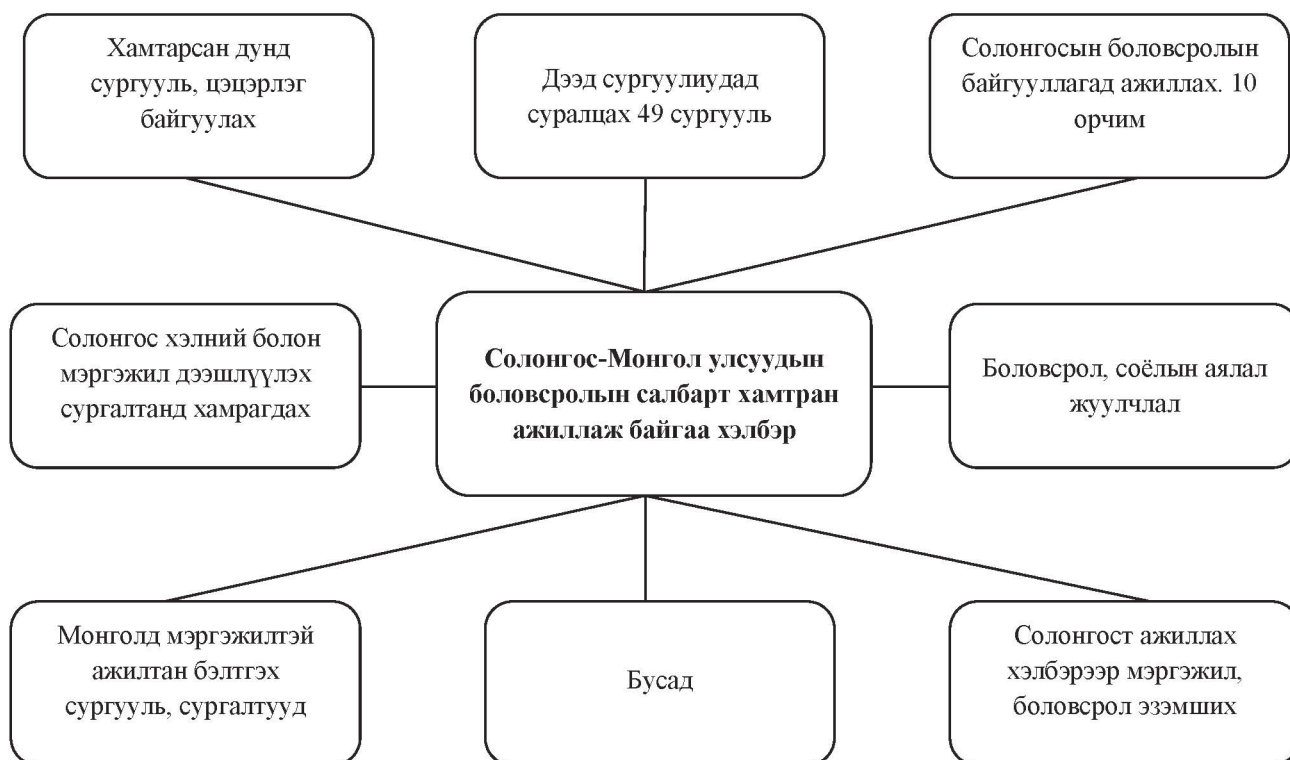 Хамтарсан дунд
сургууль, цэцэрлэг
байгуулах
Дээд сургуулиудад
суралцах 49 сургууль
Солонгосын боловсролын
байгууллагад ажиллах. 10
орчим
Солонгос хэлний болон
мэргэжил дээшлүүлэх
сургалтанд хамрагдах
Солонгос-Монгол улсуудын
боловсролын салбарт хамтран
ажиллаж байгаа хэлбэр
Боловсрол, соёлын аялал
жуулчлал
Монголд мэргэжилтэй
ажилтан бэлтгэх
сургууль, сургалтууд
Бусад
Солонгост ажиллах
хэлбэрээр мэргэжил,
боловсрол эзэмших